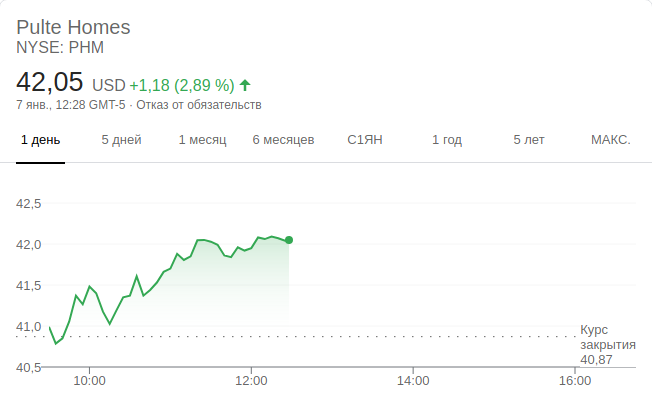 Pulte Homes
NYSE: PHM
42,05 USD +1,18 (2,89 %)
7 янв., 12:28 GMT-5 · Отказ от обязательств
1 день 5 дней 1 месяц 6 месяцев С1ЯН 1 год 5 лет МАКС.
42,5
42,0
41,5
41,0
40,5
Курс
закрытия
40,87
10:00 12:00 14:00 16:00